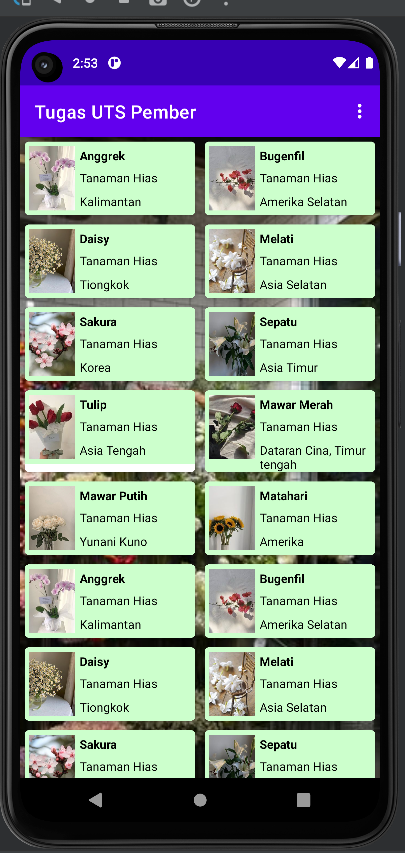 2:53
Tugas UTS Pember
Anggrek
Tanaman Hias
Kalimantan
Bugenfil
Tanaman Hias
Amerika Selatan
Daisy
Tanaman Hias
Tiongkok
Melati
Tanaman Hias
Asia Selatan
Sakura
Tanaman Hias
Korea
Sepatu
Tanaman Hias
Asia Timur
Tulip
Tanaman Hias
Asia Tengah
Mawar Merah
Tanaman Hias
Dataran Cina, Timur
tengah
Mawar Putih
Tanaman Hias
Yunani Kuno
Matahari
Tanaman Hias
Amerika
Anggrek
Tanaman Hias
Kalimantan
Bugenfil
Tanaman Hias
Amerika Selatan
Daisy
Tanaman Hias
Tiongkok
Melati
Tanaman Hias
Asia Selatan
Sakura
Tanaman Hias
Sepatu
Tanaman Hias